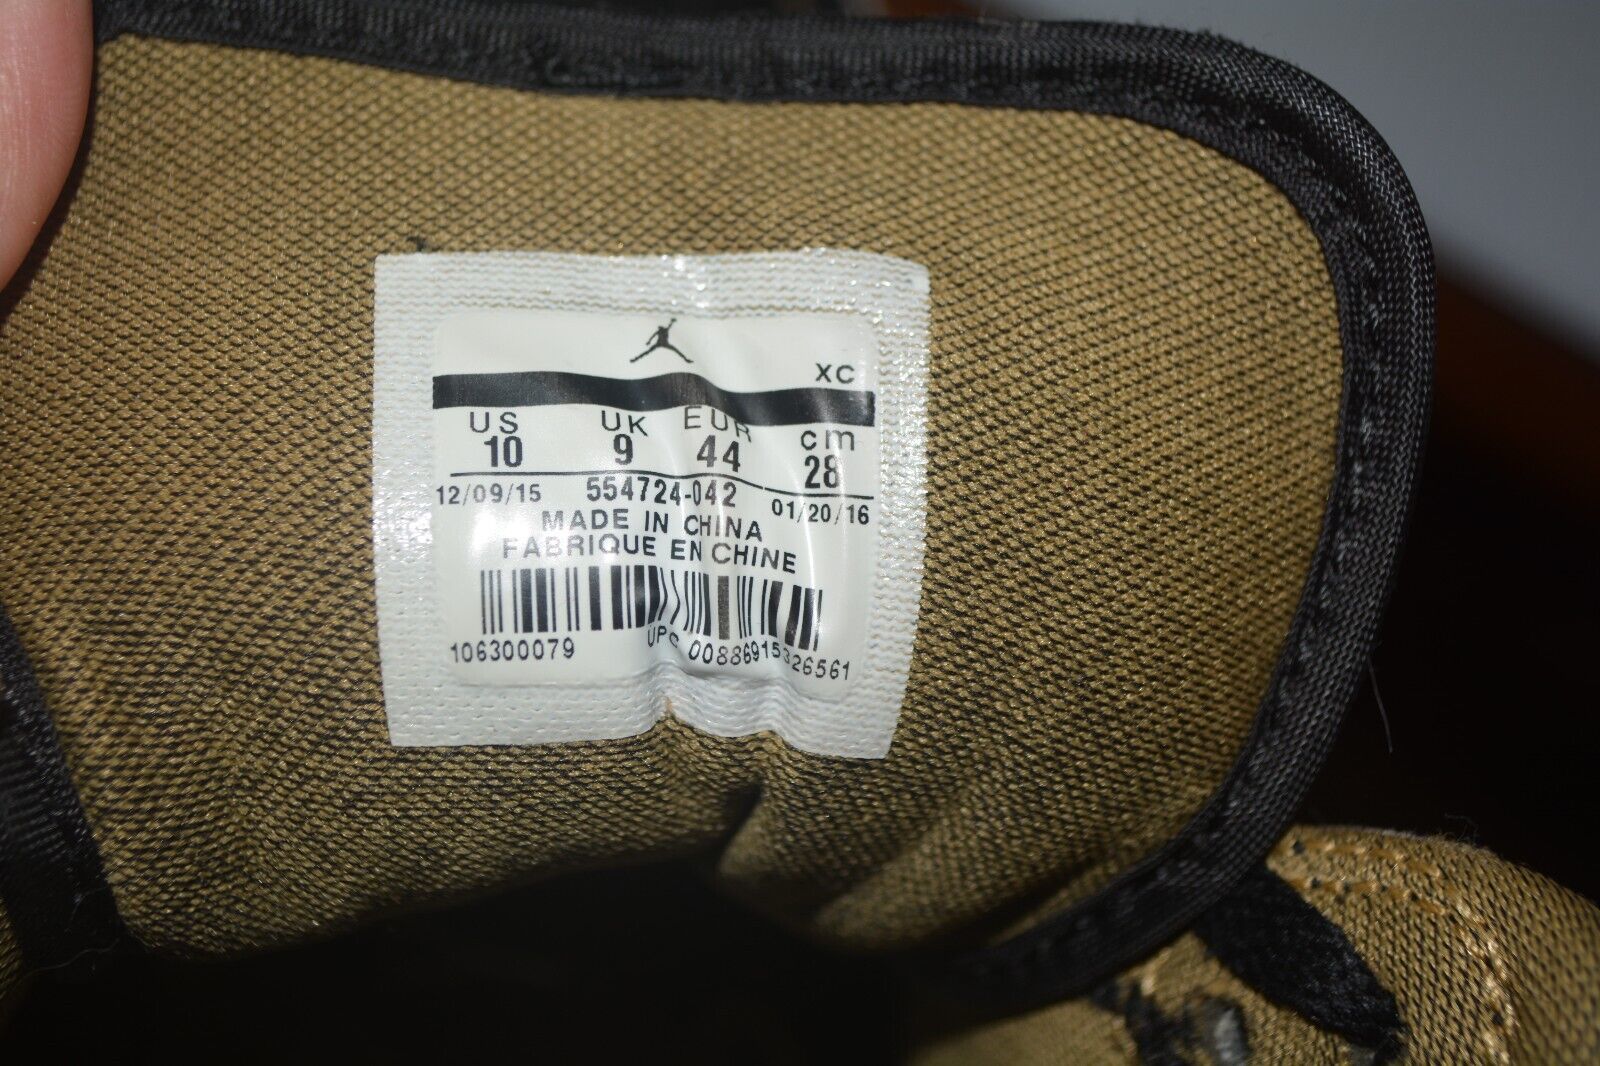 XC
US UK EUR cm
10 9 44 28
12/09/15 554724-042 01/20/16
MADE IN CHINA
FABRIQUE EN CHINE
106300079 UPC 00886915326561